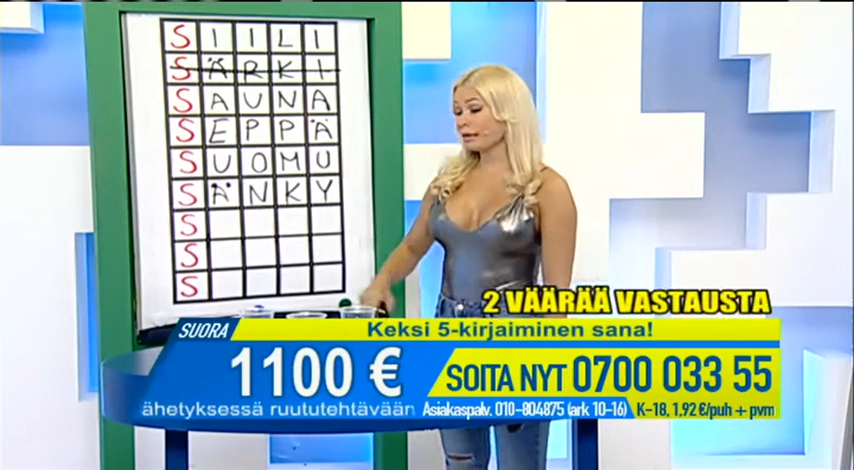 SIILI
SÄRKI
SAUNA
SEPPÄ
SUOMU
SÄNKY
S
S
S
2 VÄÄRÄÄ VASTAUSTA
SUORA
Keksi 5-kirjaiminen sana!
1100 €
SOITA NYT 0700 033 55
ähetyksessä ruututehtävään
Asiakaspalv. 010-804875 (ark 10-16)
K-18, 1,92 €/puh + pvm